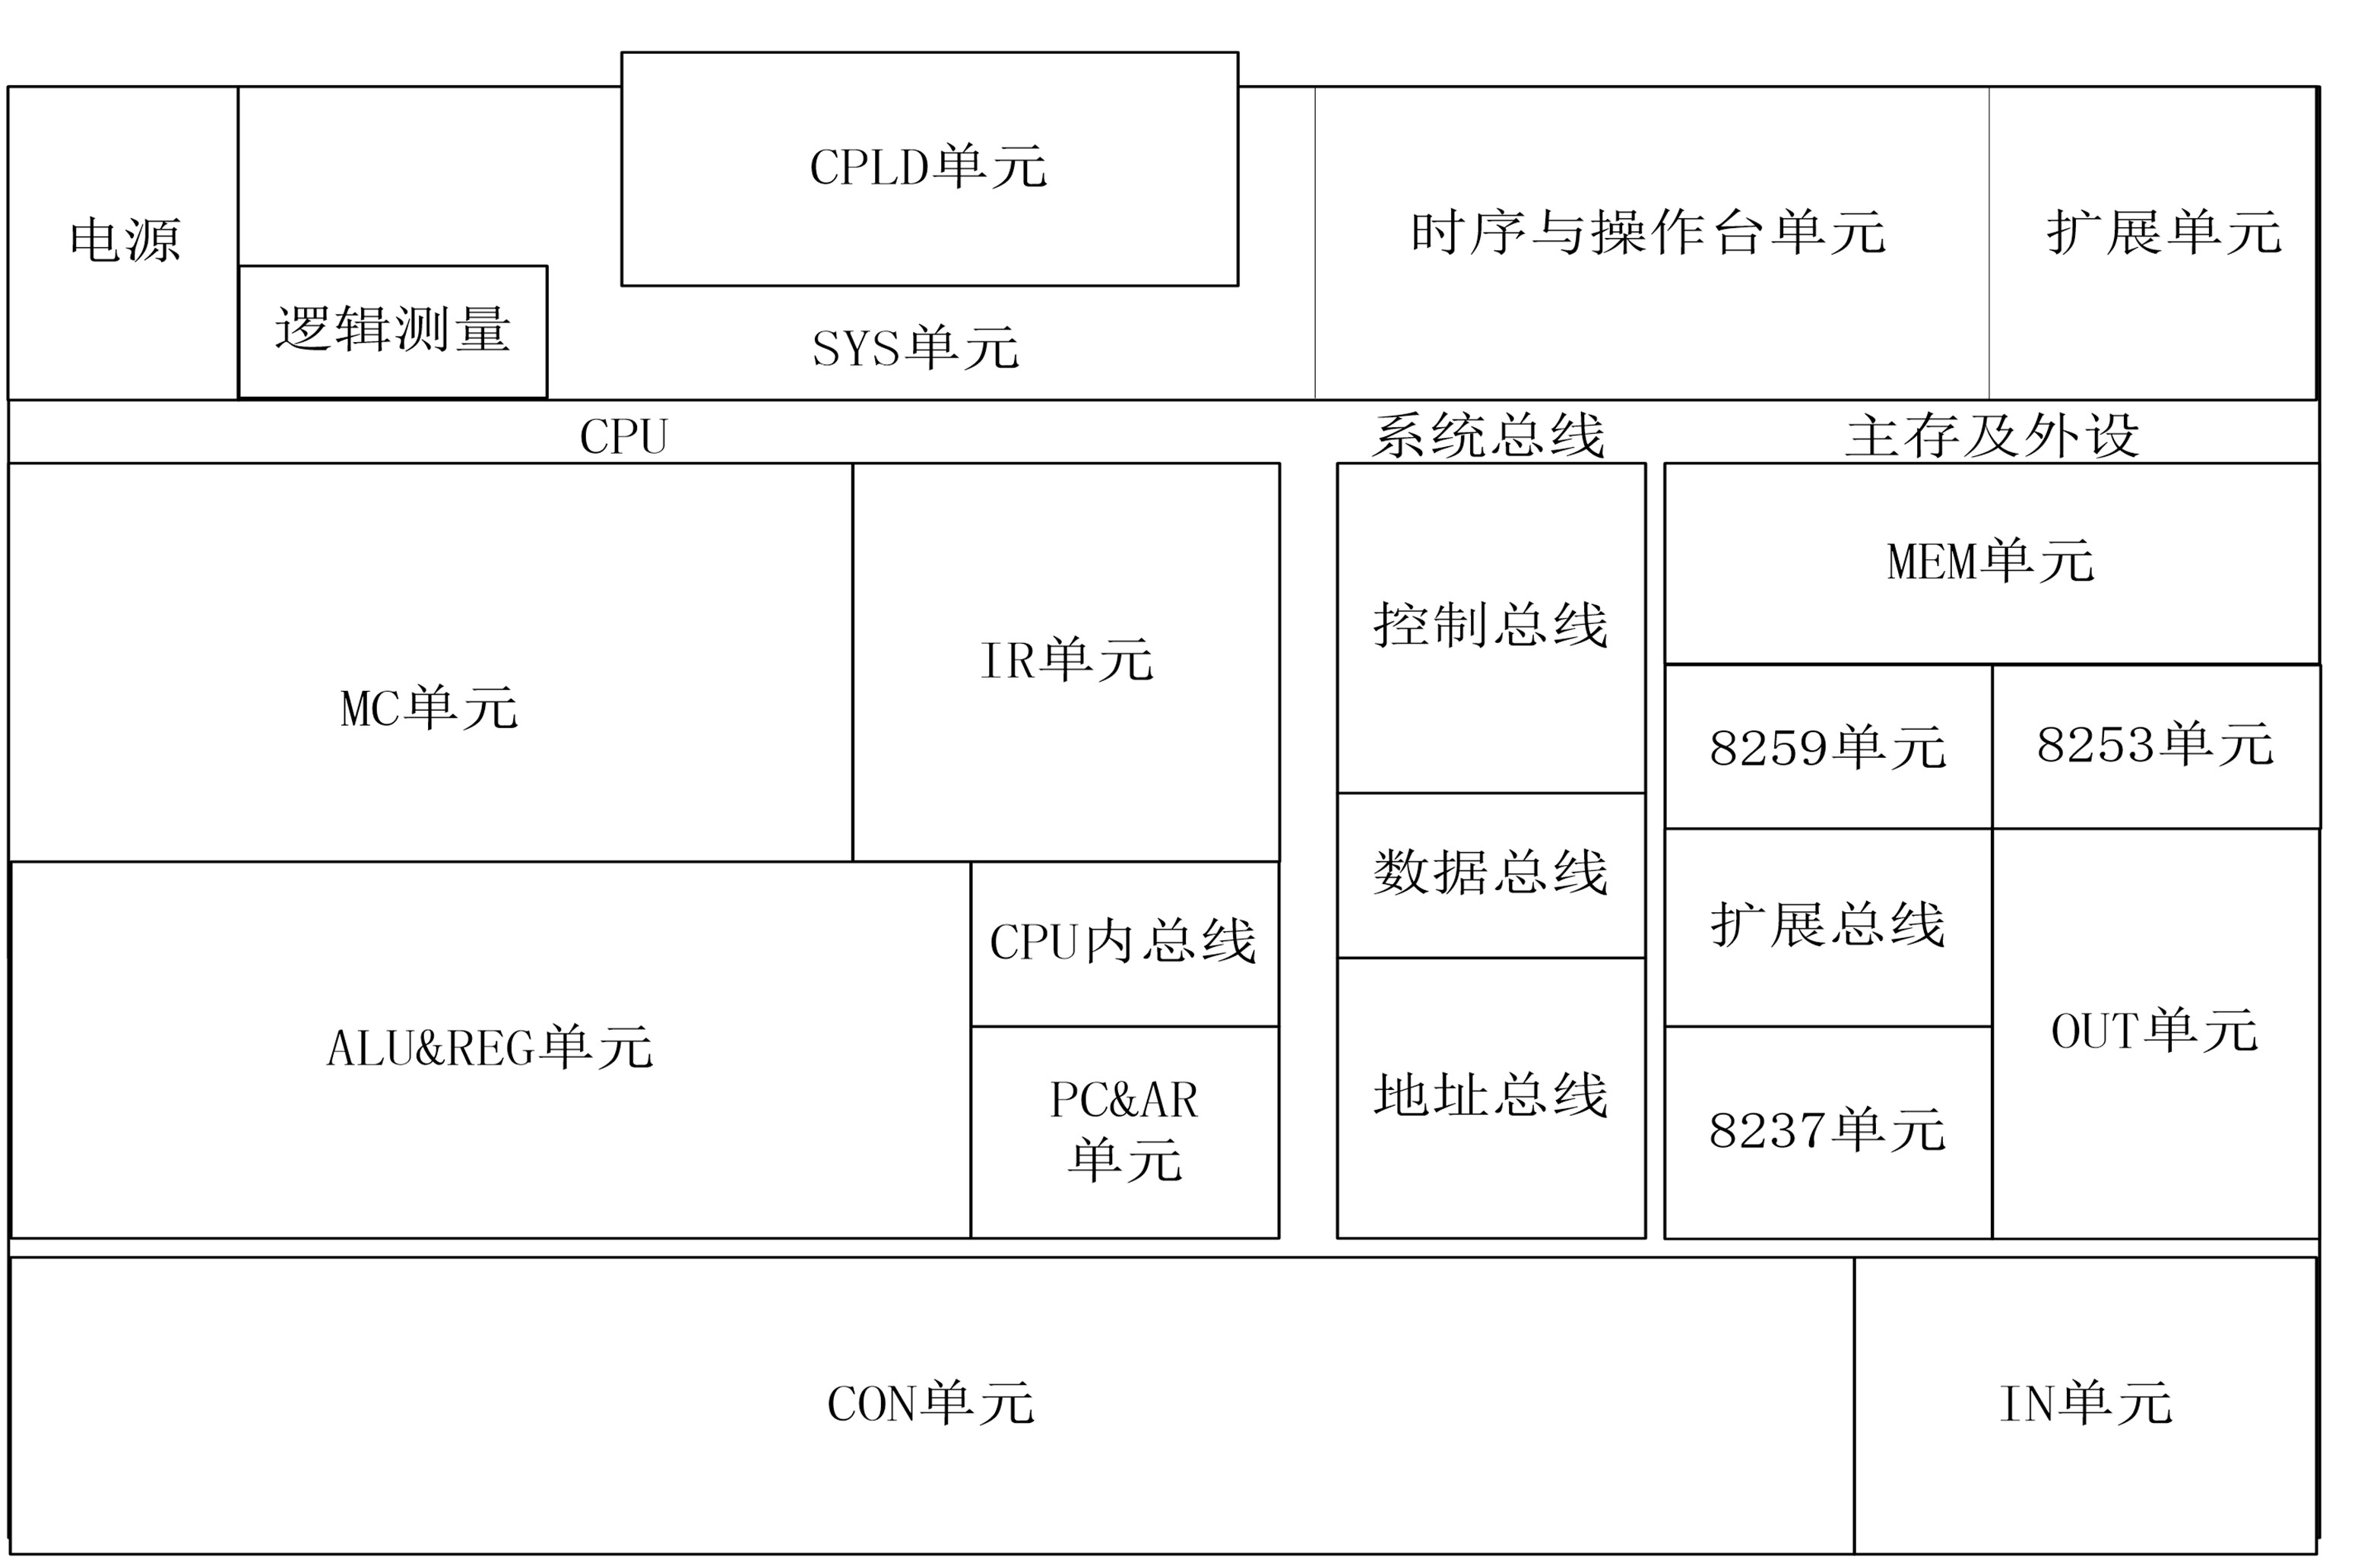 CPLD单元
电源
时序与操作台单元
扩展单元
逻辑测量
SYS单元
CPU
系统总线
主存及外设
MC单元
IR单元
控制总线
MEM单元
8259单元
8253单元
数据总线
ALU&REG单元
CPU内总线
扩展总线
OUT单元
PC&AR
单元
地址总线
8237单元
CON单元
IN单元